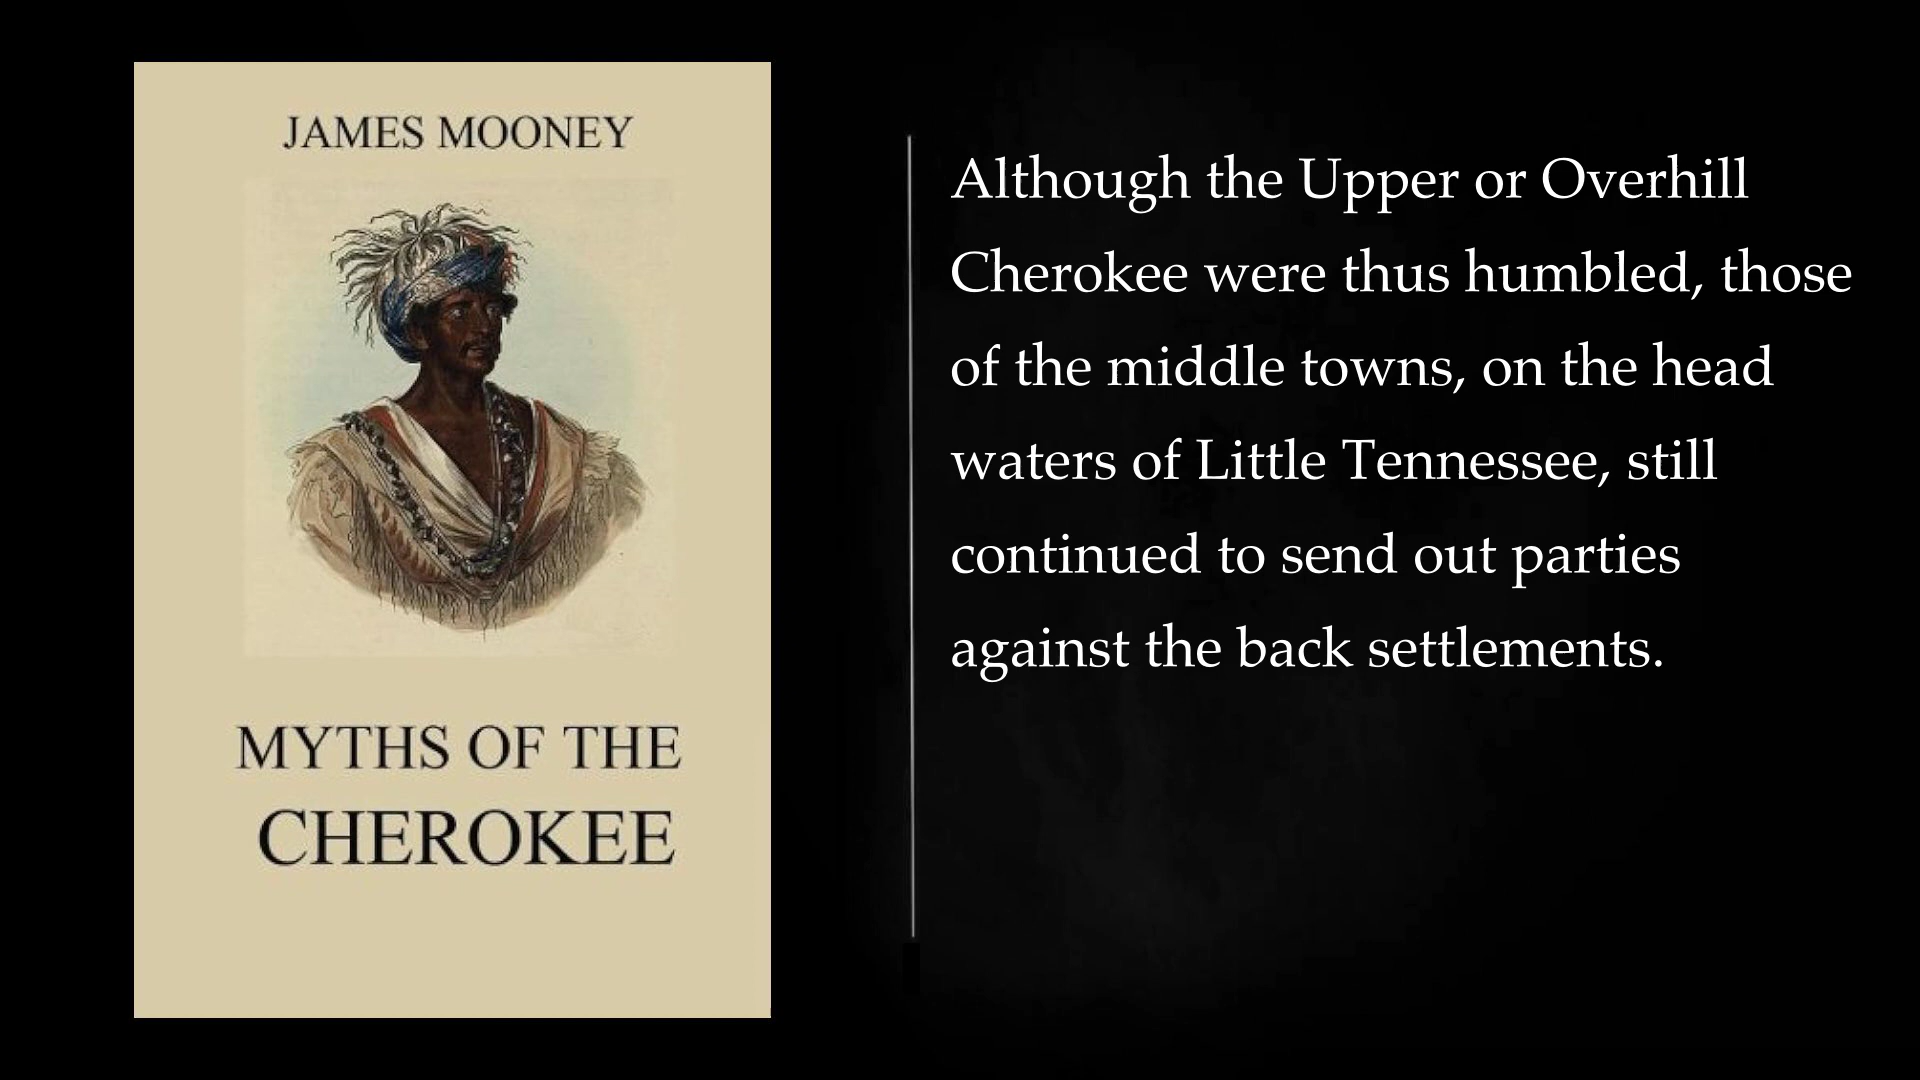 JAMES MOONEY
MYTHS OF THE
CHEROKEE
Although the Upper or Overhill
Cherokee were thus humbled, those
of the middle towns, on the head
waters of Little Tennessee, still
continued to send out parties
against the back settlements.